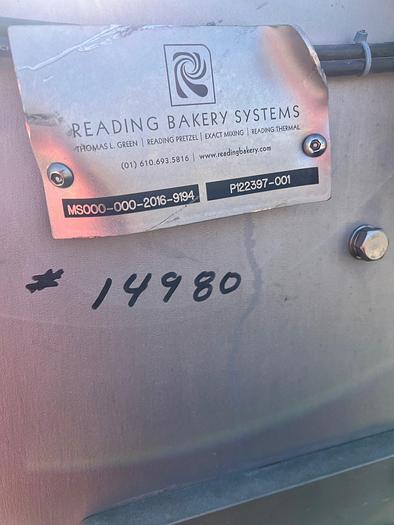 READING BAKERY SYSTEMS
THOMAS L. GREEN | READING PRETZEL | EXACT MIXING | READING THERMAL
(01) 610.693.5816 | www.readingbakery.com
MS000-000-2016-9194 P122397-001
# 14980